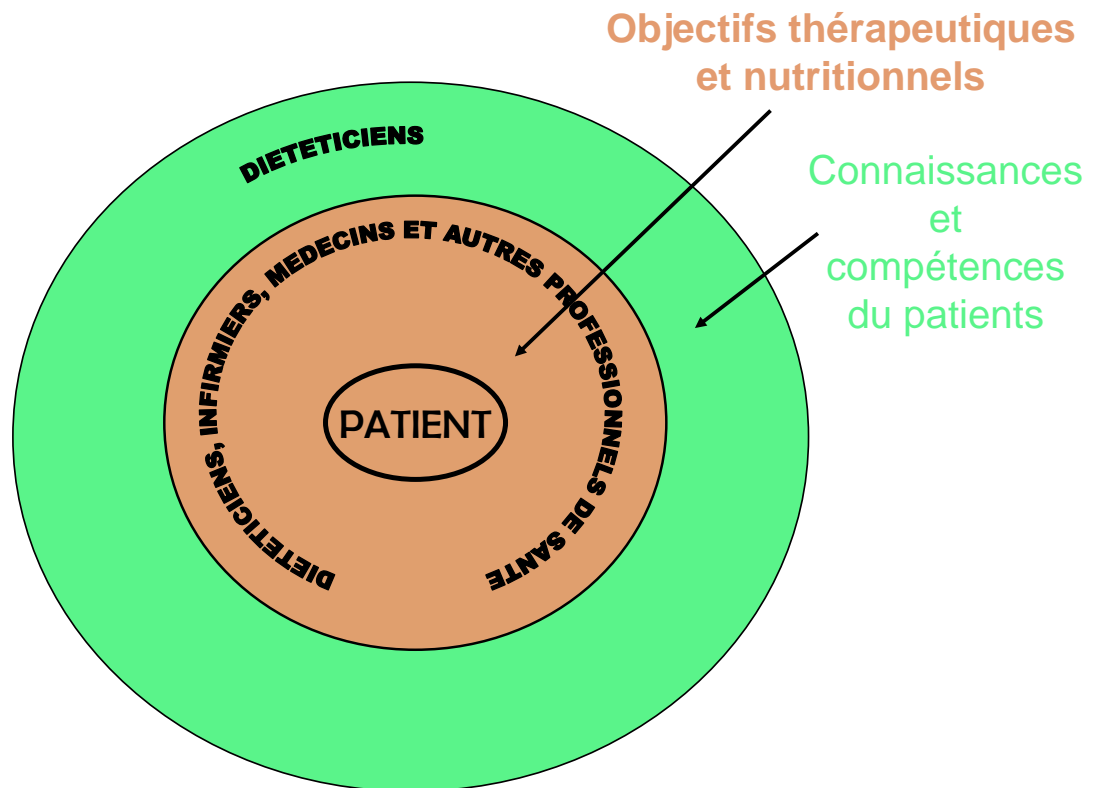 Objectifs thérapeutiques
et nutritionnels
Connaissances
et
compétences
du patients
DIETETICIENS
DIETETICIENS, INFIRMIERS, MEDECINS ET AUTRES PROFESSIONNELS DE SANTE
PATIENT